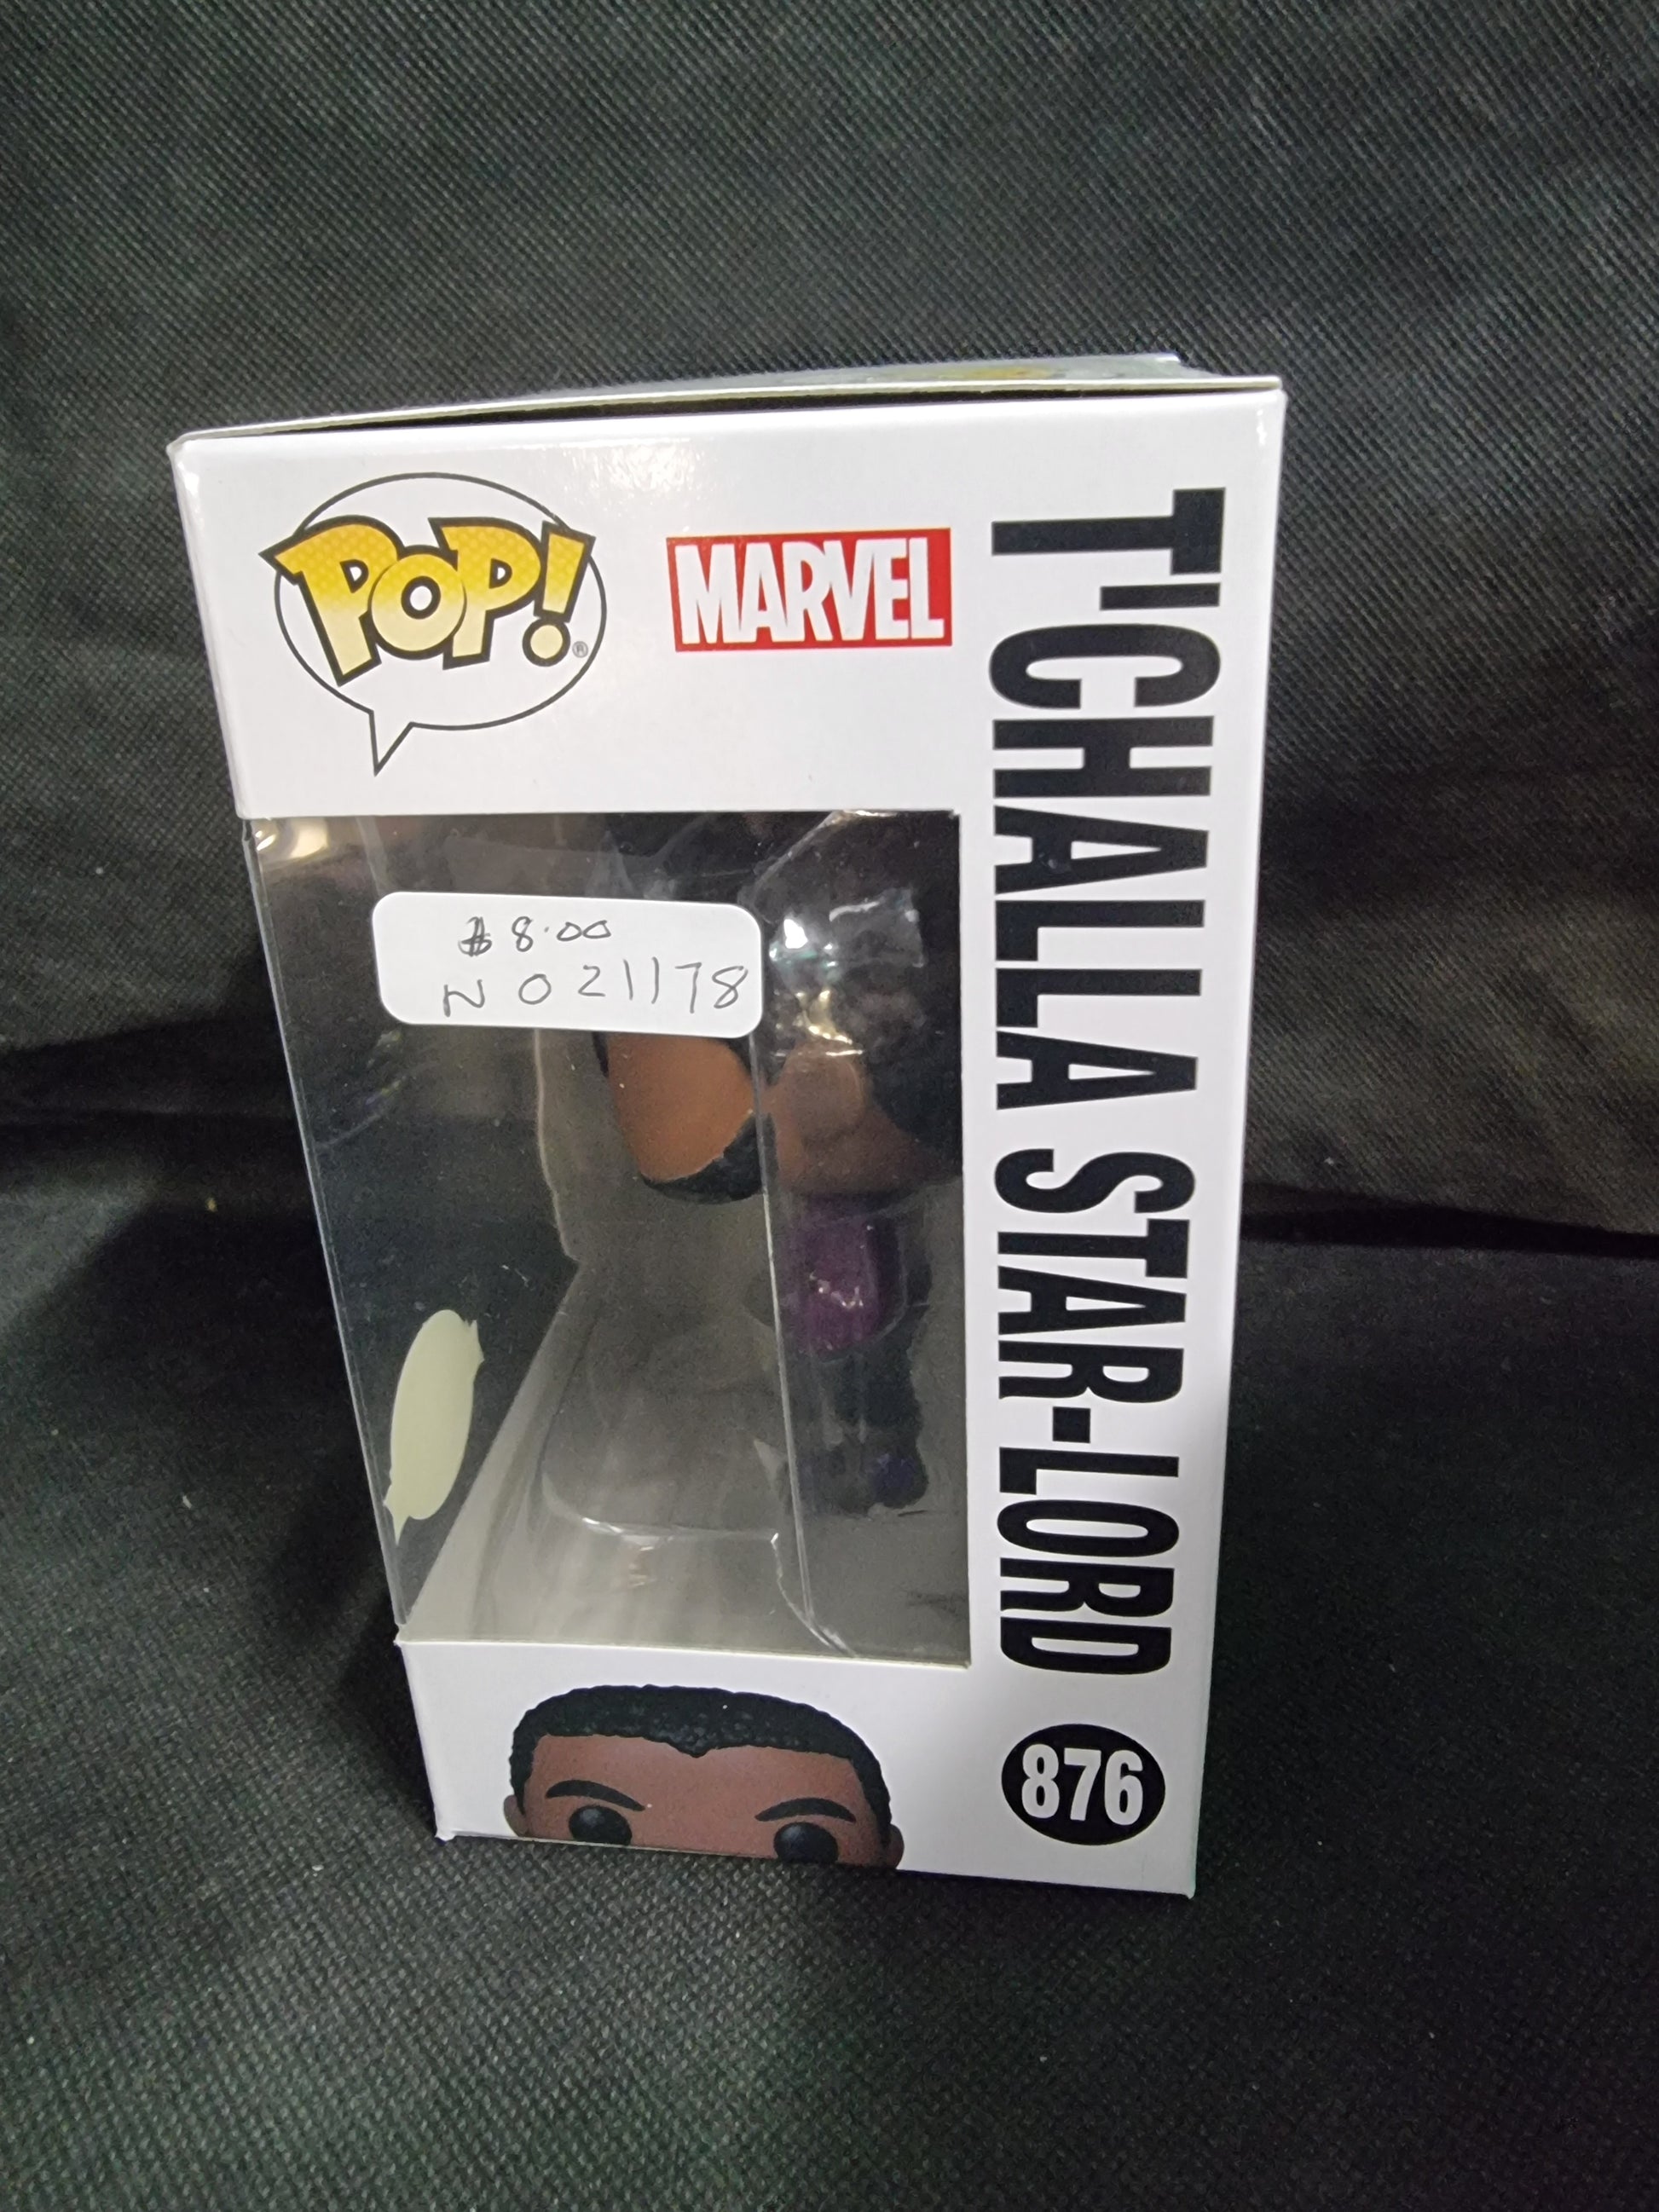 POP!®
MARVEL
T'CHALLA STAR-LORD
$8.00
N021178
876